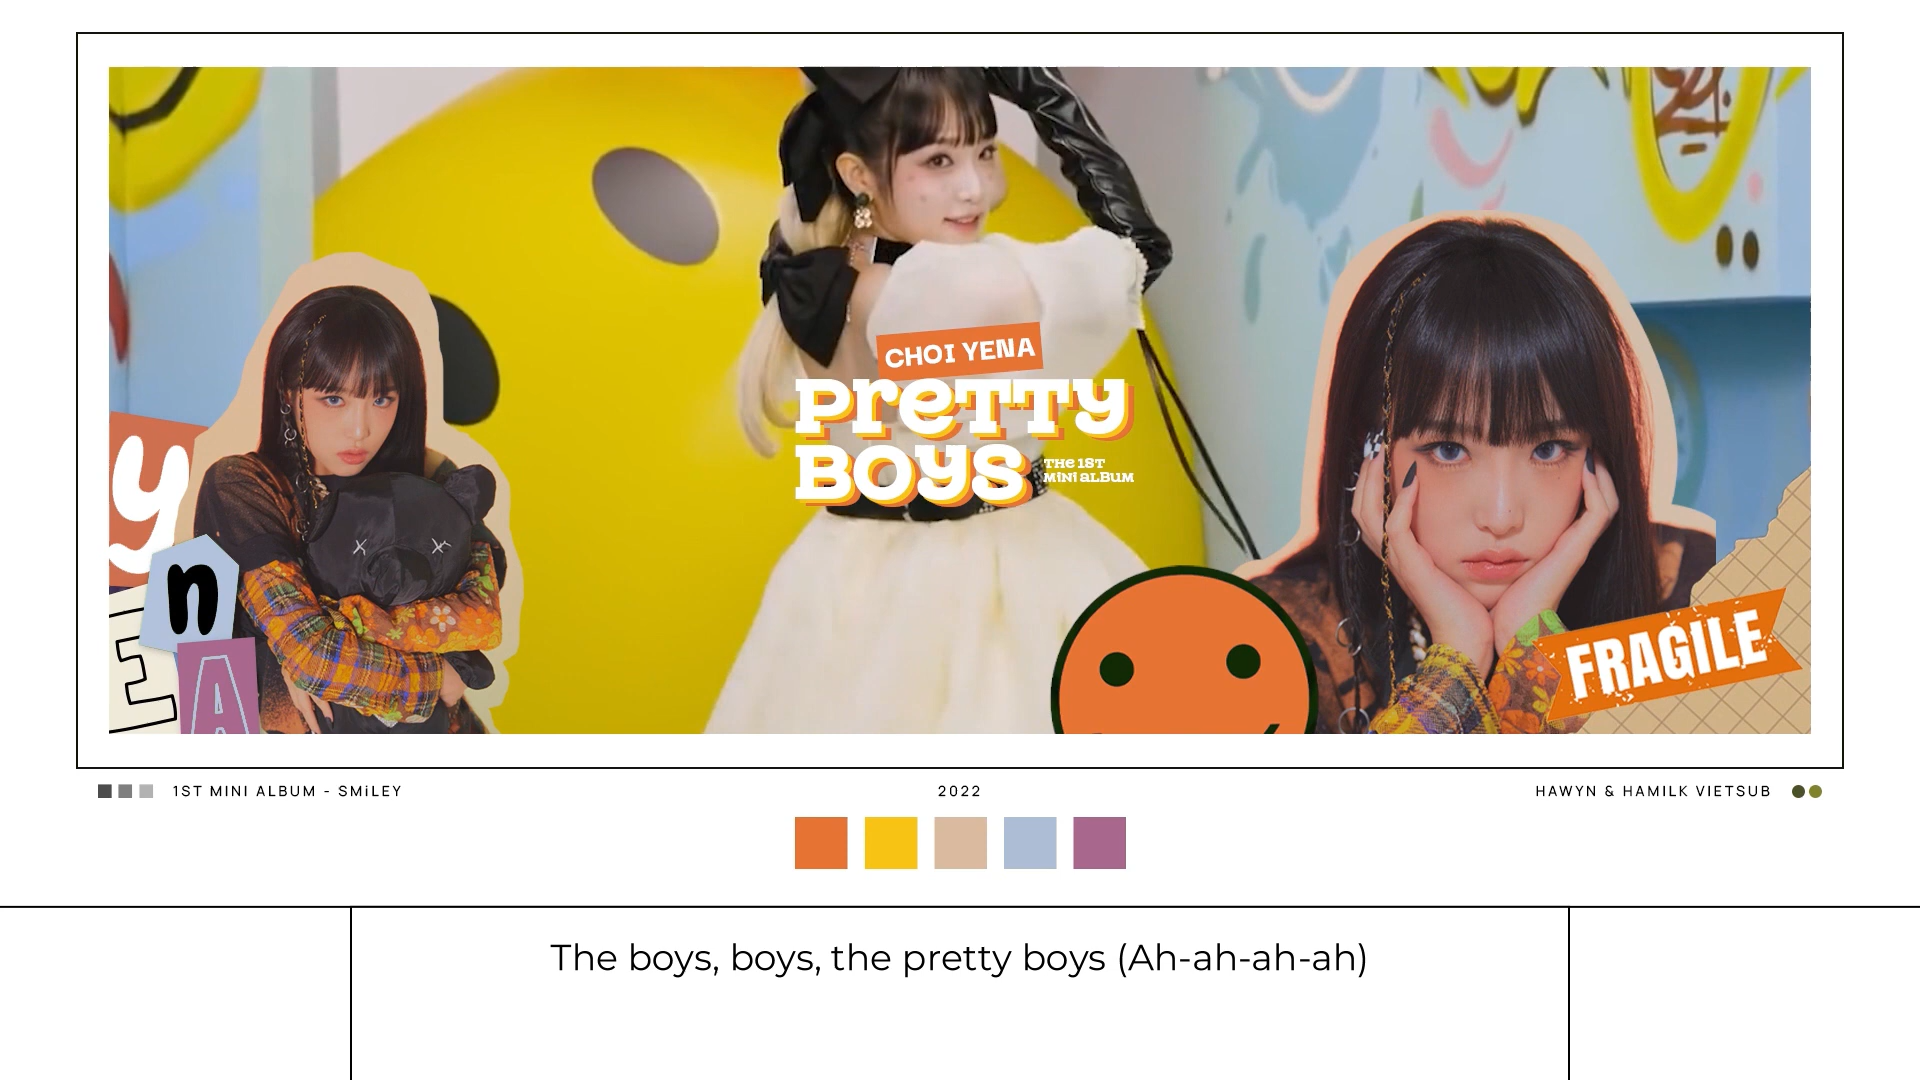 CHOI YENA
PreTTY
BOYS
THe 1ST
MiNi aLBUM
y
n
E
A
FRAGILE
1ST MINI ALBUM - SMiLEY
2022
HAWYN & HAMILK VIETSUB
The boys, boys, the pretty boys (Ah-ah-ah-ah)